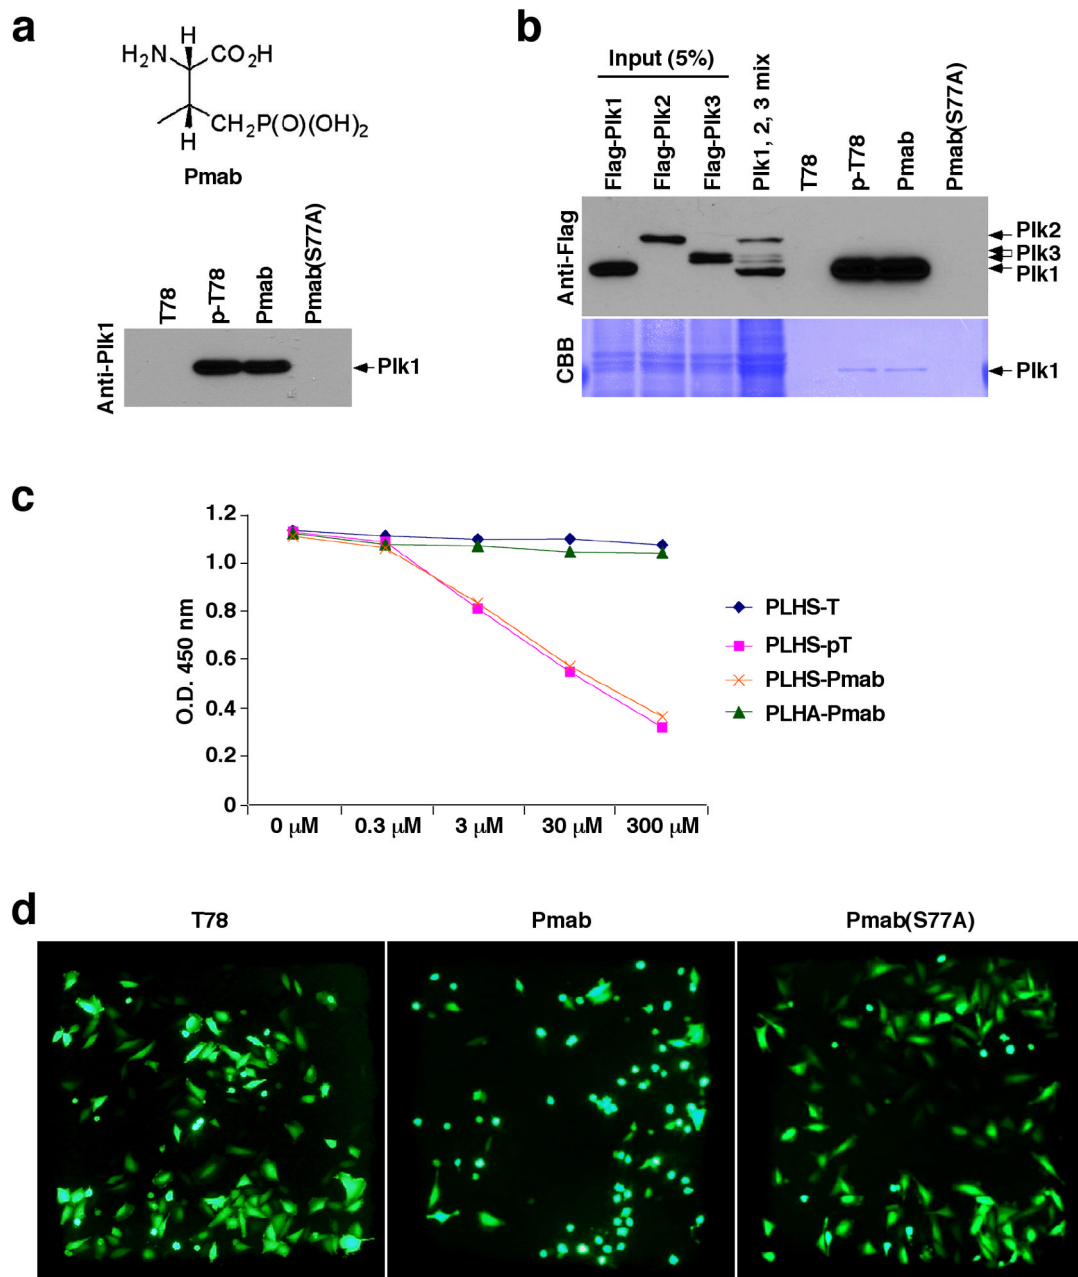 a
H
H₂N
CO₂H
CH₂P(O)(OH)₂
H
Pmab
T78
p-T78
Pmab
Pmab(S77A)
Anti-Plk1
Plk1
b
Input (5%)
Flag-Plk1
Flag-Plk2
Flag-Plk3
Plk1, 2, 3 mix
T78
p-T78
Pmab
Pmab(S77A)
Anti-Flag
Plk2
Plk3
Plk1
CBB
Plk1
c
O.D. 450 nm
1.2
1.0
0.8
0.6
0.4
0.2
0
0 μM 0.3 μM 3 μM 30 μM 300 μM
PLHS-T
PLHS-pT
PLHS-Pmab
PLHA-Pmab
d
T78 Pmab Pmab(S77A)